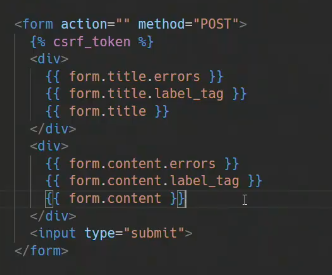 <form action="" method="POST">
{% csrf_token %}
<div>
{{ form.title.errors }}
{{ form.title.label_tag }}
{{ form.title }}
</div>
<div>
{{ form.content.errors }}
{{ form.content.label_tag }}
{{ form.content }}
</div>
<input type="submit">
</form>